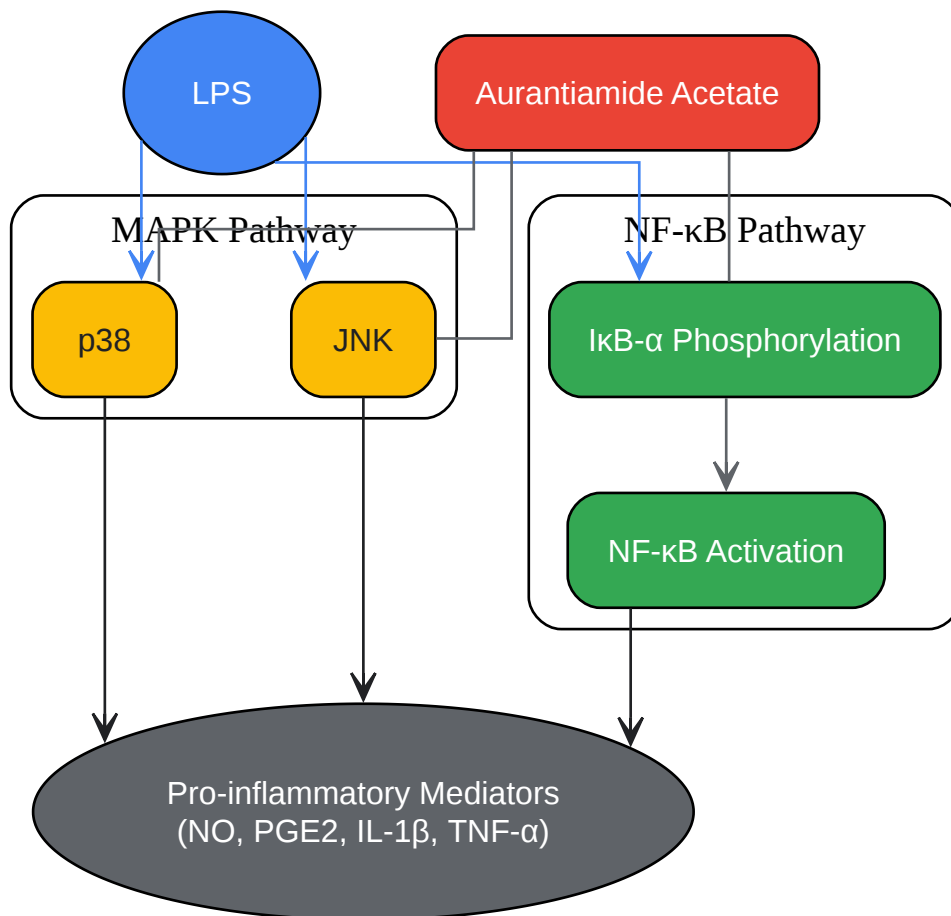 LPS
Aurantiamide Acetate
MAPK Pathway
NF-κB Pathway
p38
JNK
IκB-α Phosphorylation
NF-κB Activation
Pro-inflammatory Mediators
(NO, PGE2, IL-1β, TNF-α)